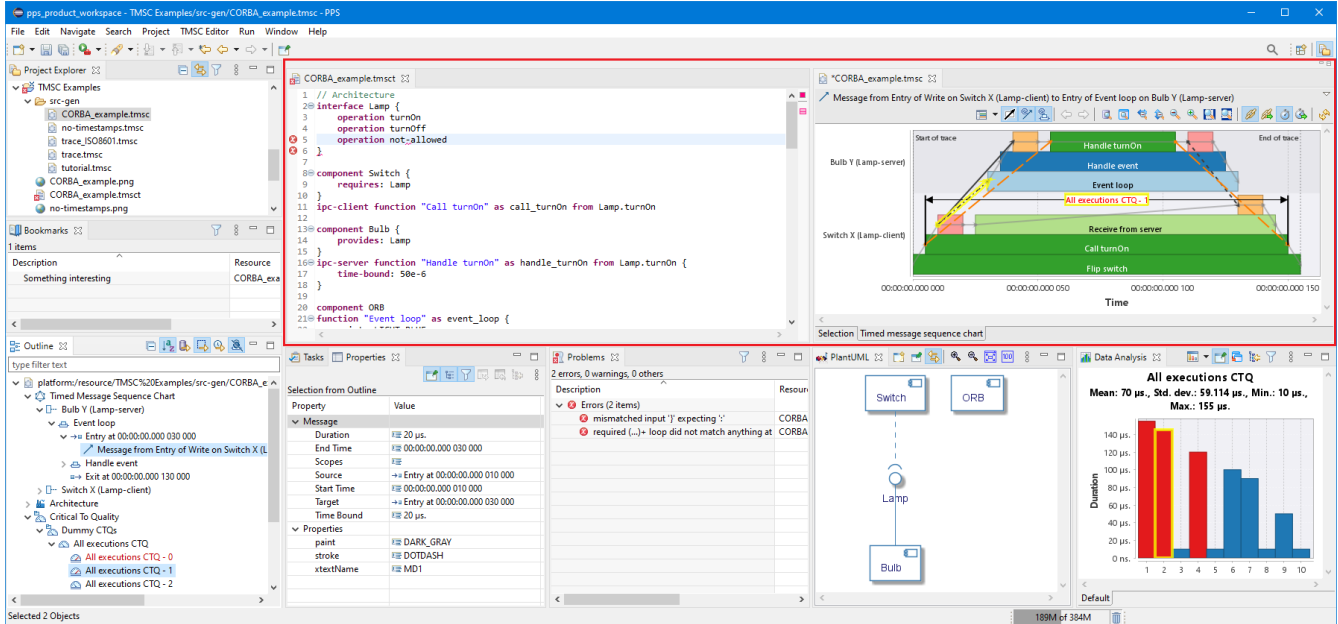 pps_product_workspace - TMSC Examples/src-gen/CORBA_example.tmsc - PPS
File Edit Navigate Search Project TMSC Editor Run Window Help
Project Explorer
TMSC Examples
src-gen
CORBA_example.tmsc
no-timestamps.tmsc
trace_ISO8601.tmsc
trace.tmsc
tutorial.tmsc
CORBA_example.png
CORBA_example.tmsct
no-timestamps.png
Bookmarks
1 items
Description Resource
Something interesting CORBA_exa
Outline
type filter text
platform:/resource/TMSC%20Examples/src-gen/CORBA_e
Timed Message Sequence Chart
Bulb Y (Lamp-server)
Event loop
Entry at 00:00:00.000 030 000
Message from Entry of Write on Switch X (L
Handle event
Exit at 00:00:00.000 130 000
Switch X (Lamp-client)
Architecture
Critical To Quality
Dummy CTQs
All executions CTQ
All executions CTQ - 0
All executions CTQ - 1
All executions CTQ - 2
Selected 2 Objects
CORBA_example.tmsct
1 // Architecture
2 interface Lamp {
3 operation turnOn
4 operation turnOff
5 operation not-allowed
6 }
7
8 component Switch {
9 requires: Lamp
10 }
11 ipc-client function "Call turnOn" as call_turnOn from Lamp.turnOn
12
13 component Bulb {
14 provides: Lamp
15 }
16 ipc-server function "Handle turnOn" as handle_turnOn from Lamp.turnOn {
17 time-bound: 50e-6
18 }
19
20 component ORB
21 function "Event loop" as event_loop {
*CORBA_example.tmsc
Message from Entry of Write on Switch X (Lamp-client) to Entry of Event loop on Bulb Y (Lamp-server)
Start of trace
End of trace
Handle turnOn
Bulb Y (Lamp-server)
Handle event
Event loop
All executions CTQ - 1
Receive from server
Switch X (Lamp-client)
Call turnOn
Flip switch
00:00:00.000 000 00:00:00.000 050 00:00:00.000 100 00:00:00.000 150
Time
Selection Timed message sequence chart
Tasks Properties
Selection from Outline
Property Value
Message
Duration 20 µs.
End Time 00:00:00.000 030 000
Scopes
Source Entry at 00:00:00.000 010 000
Start Time 00:00:00.000 010 000
Target Entry at 00:00:00.000 030 000
Time Bound 20 µs.
Properties
paint DARK_GRAY
stroke DOTDASH
xtextName MD1
Problems
2 errors, 0 warnings, 0 others
Description Resour
Errors (2 items)
mismatched input '}' expecting ':' CORBA
required (...)+ loop did not match anything at CORBA
PlantUML
Switch
ORB
Lamp
Bulb
Data Analysis
All executions CTQ
Mean: 70 µs., Std. dev.: 59.114 µs., Min.: 10 µs.,
Max.: 155 µs.
Duration
140 µs.
120 µs.
100 µs.
80 µs.
60 µs.
40 µs.
20 µs.
0 ns.
1 2 3 4 5 6 7 8 9 10
Default
189M of 384M